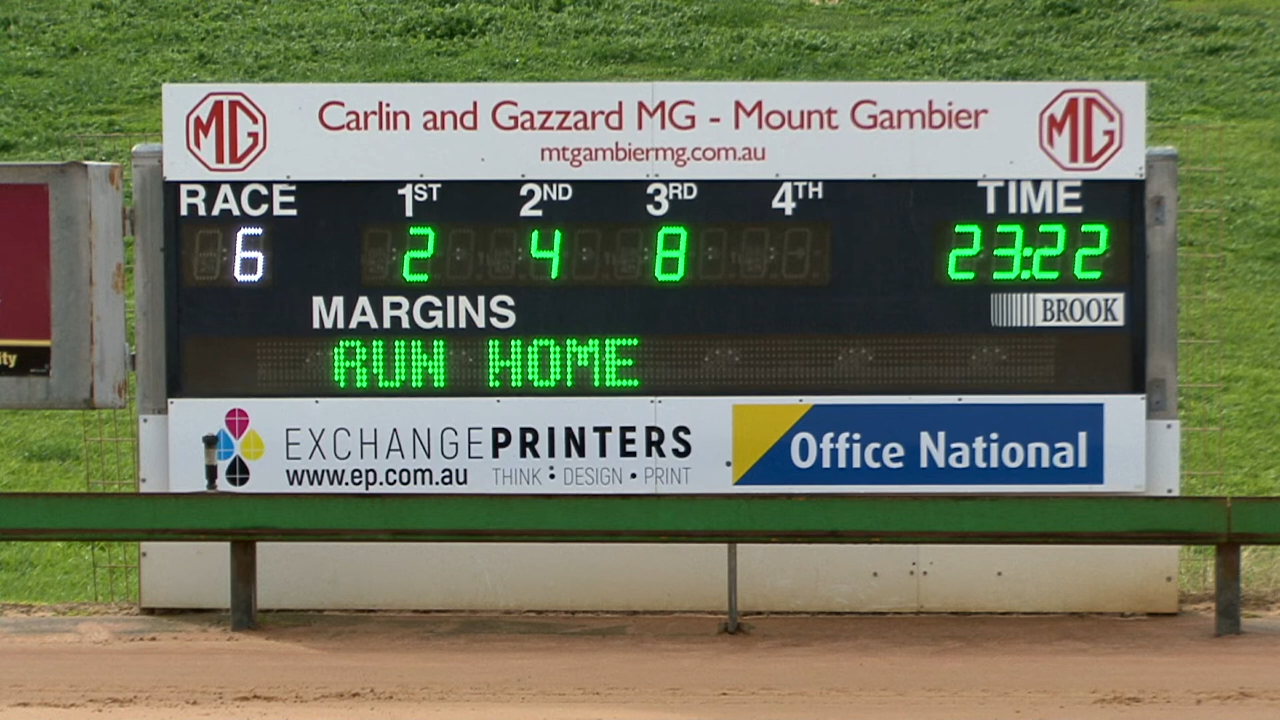 MG Carlin and Gazzard MG - Mount Gambier MG
mtgambiermg.com.au
RACE 1ST 2ND 3RD 4TH TIME
6 2 4 8 23:22
MARGINS
BROOK
RUN HOME
ity
EXCHANGEPRINTERS
www.ep.com.au THINK : DESIGN • PRINT
Office National